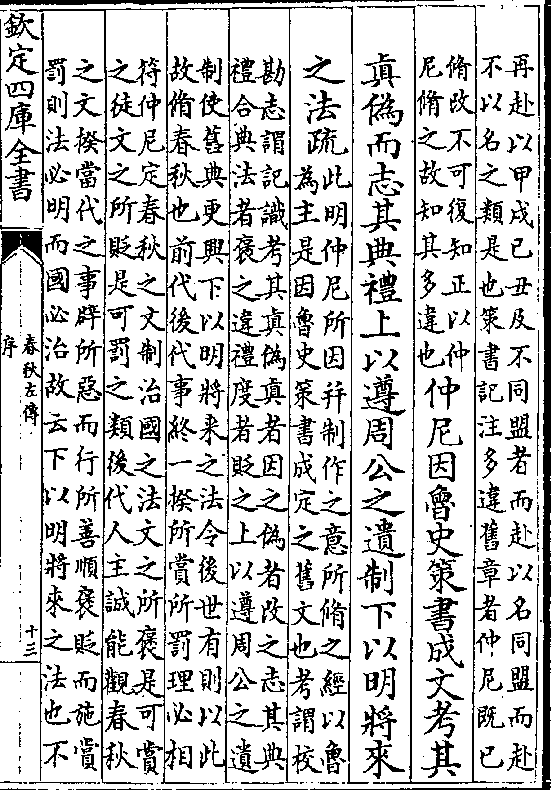 再赴以甲戌己丑及不同盟者而赴以名同盟而赴
不以名之類是也策書記注多違舊章者仲尼既已
脩改不可復知正以仲
尼脩之故知其多違也
仲尼因魯史策書成文考其
真偽而志其典禮上以遵周公之遺制下以明將來
之法疏
此明仲尼所因并制作之意所脩之經以魯
為主是因魯史策書成定之舊文也考謂校
勘志謂記識考其真偽真者因之偽者改之志其典
禮合典法者褒之違禮度者貶之上以遵周公之遺
制使舊典更興下以明將來之法令後世有則以此
故脩春秋也前代後代事終一揆所賞所罰理必相
符仲尼定春秋之文制治國之法文之所褒是可賞
之徒文之所貶是可罰之類後代人主誠能觀春秋
之文揆當代之事辟所惡而行所善順褒貶而施賞
罰則法必明而國必治故云下以明將來之法也不
欽定四庫全書
春秋左傳
序
十三